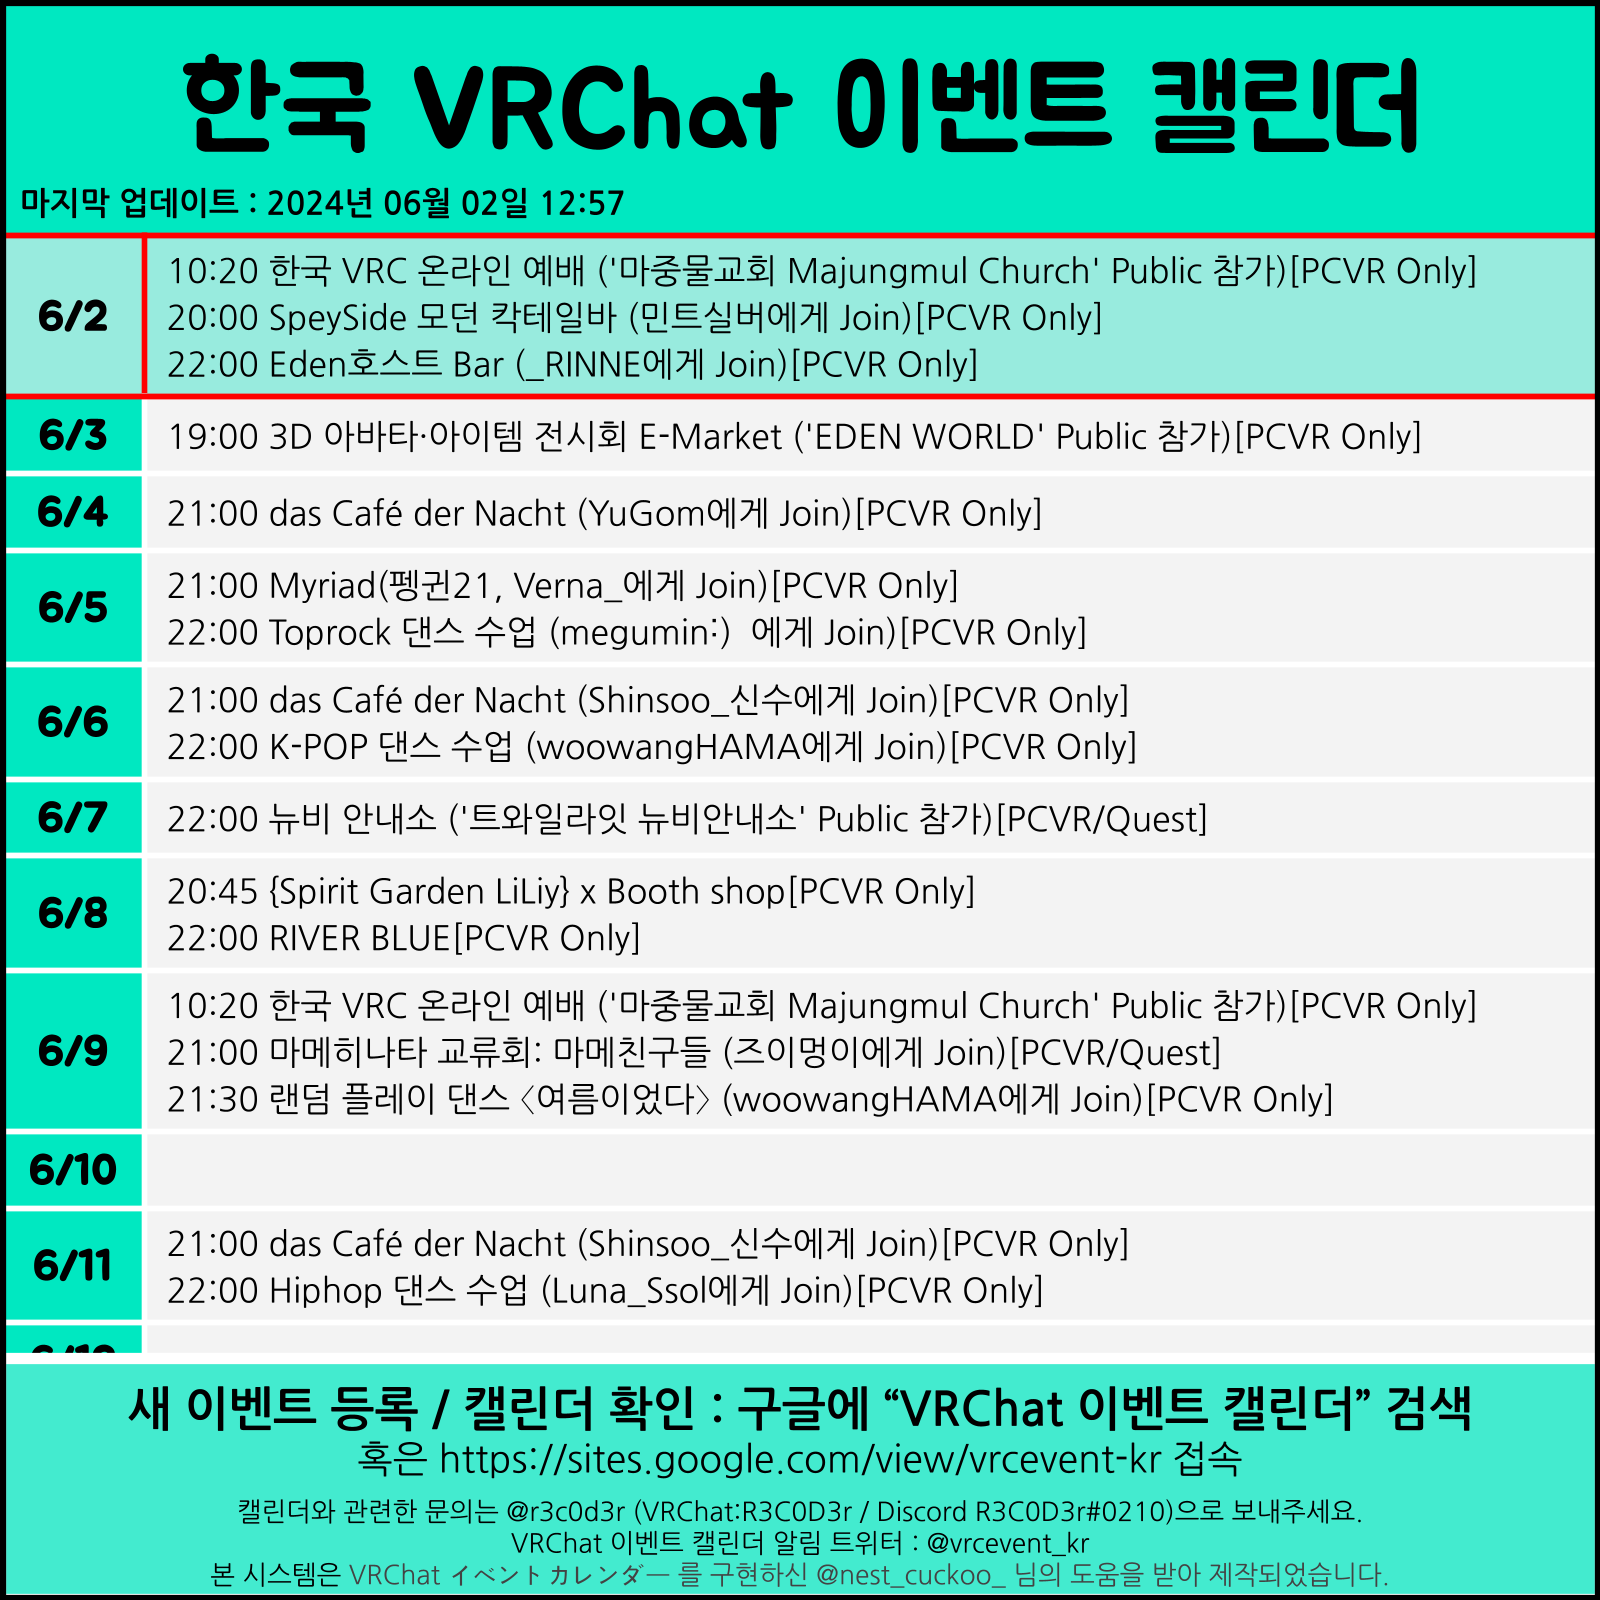 한국 VRChat 이벤트 캘린더
마지막 업데이트 : 2024년 06월 02일 12:57
6/2
10:20 한국 VRC 온라인 예배 ('마중물교회 Majungmul Church' Public 참가)[PCVR Only]
20:00 SpeySide 모던 칵테일바 (민트실버에게 Join)[PCVR Only]
22:00 Eden호스트 Bar (_RINNE에게 Join)[PCVR Only]
6/3
19:00 3D 아바타·아이템 전시회 E-Market ('EDEN WORLD' Public 참가)[PCVR Only]
6/4
21:00 das Café der Nacht (YuGom에게 Join)[PCVR Only]
6/5
21:00 Myriad(펭귄21, Verna_에게 Join)[PCVR Only]
22:00 Toprock 댄스 수업 (megumin:)  에게 Join)[PCVR Only]
6/6
21:00 das Café der Nacht (Shinsoo_신수에게 Join)[PCVR Only]
22:00 K-POP 댄스 수업 (woowangHAMA에게 Join)[PCVR Only]
6/7
22:00 뉴비 안내소 ('트와일라잇 뉴비안내소' Public 참가)[PCVR/Quest]
6/8
20:45 {Spirit Garden LiLiy} x Booth shop[PCVR Only]
22:00 RIVER BLUE[PCVR Only]
6/9
10:20 한국 VRC 온라인 예배 ('마중물교회 Majungmul Church' Public 참가)[PCVR Only]
21:00 마메히나타 교류회: 마메친구들 (즈이멍이에게 Join)[PCVR/Quest]
21:30 랜덤 플레이 댄스 〈여름이었다〉 (woowangHAMA에게 Join)[PCVR Only]
6/10
6/11
21:00 das Café der Nacht (Shinsoo_신수에게 Join)[PCVR Only]
22:00 Hiphop 댄스 수업 (Luna_Ssol에게 Join)[PCVR Only]
새 이벤트 등록 / 캘린더 확인 : 구글에 “VRChat 이벤트 캘린더” 검색
혹은 https://sites.google.com/view/vrcevent-kr 접속
캘린더와 관련한 문의는 @r3c0d3r (VRChat:R3C0D3r / Discord R3C0D3r#0210)으로 보내주세요.
VRChat 이벤트 캘린더 알림 트위터 : @vrcevent_kr
본 시스템은 VRChat イベントカレンダー 를 구현하신 @nest_cuckoo_ 님의 도움을 받아 제작되었습니다.